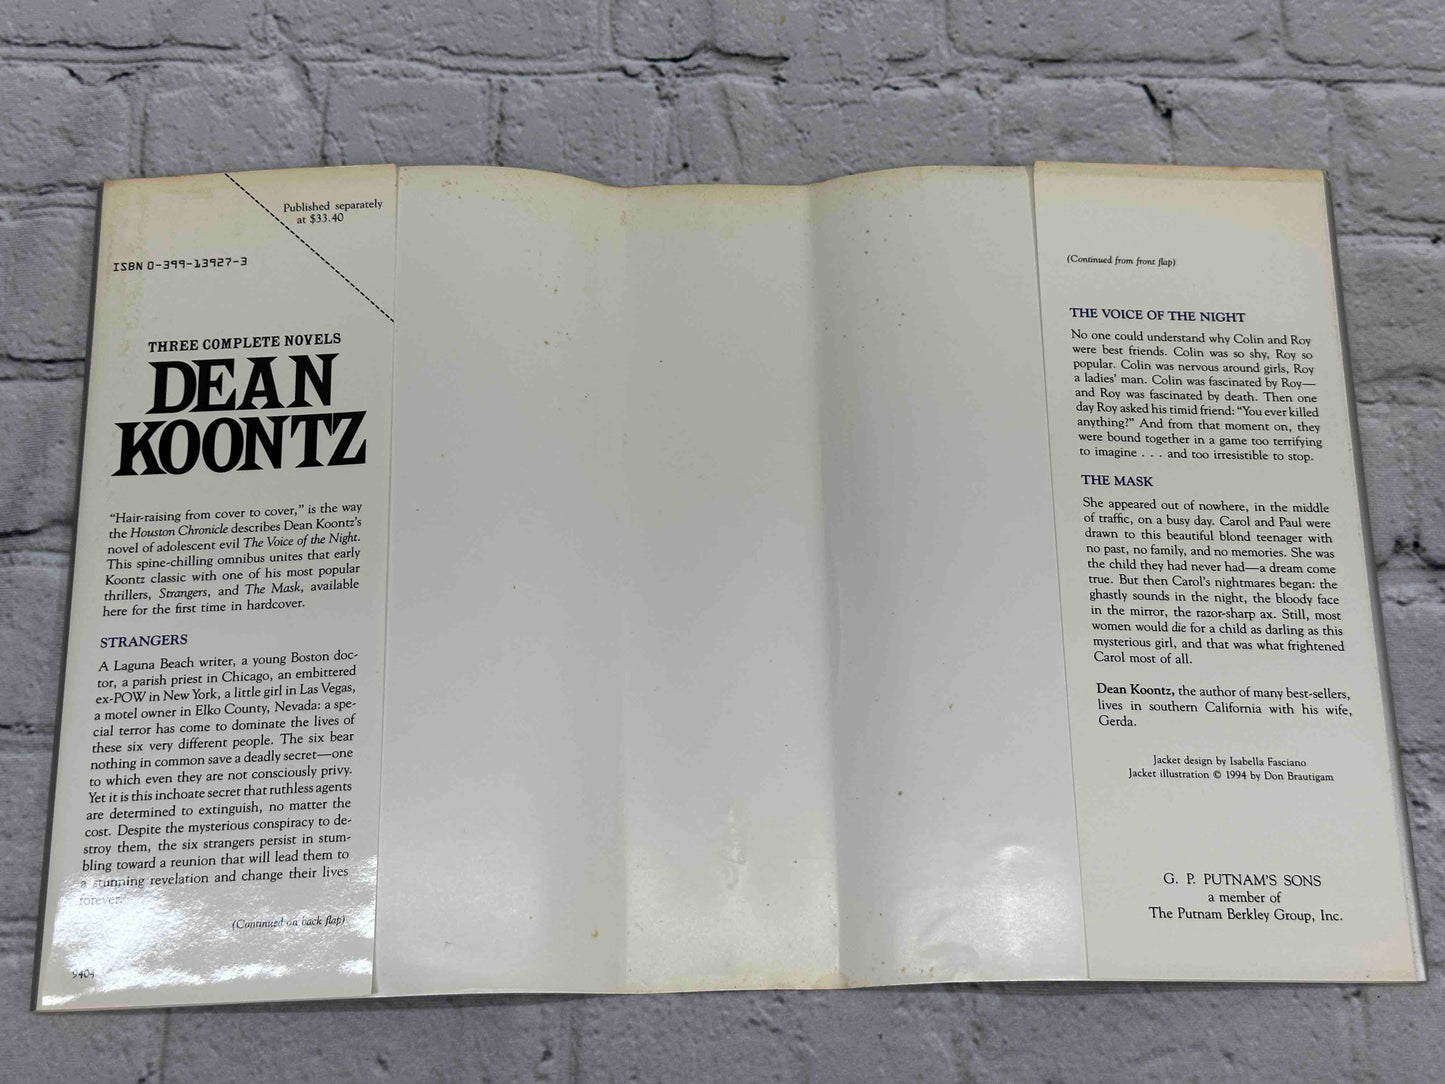 Published separately
at $33.40
ISBN 0-399-13927-3
THREE COMPLETE NOVELS
DEAN
KOONTZ
“Hair-raising from cover to cover,” is the way
the Houston Chronicle describes Dean Koontz’s
novel of adolescent evil The Voice of the Night.
This spine-chilling omnibus unites that early
Koontz classic with one of his most popular
thrillers, Strangers, and The Mask, available
here for the first time in hardcover.
STRANGERS
A Laguna Beach writer, a young Boston doc-
tor, a parish priest in Chicago, an embittered
ex-POW in New York, a little girl in Las Vegas,
a motel owner in Elko County, Nevada: a spe-
cial terror has come to dominate the lives of
these six very different people. The six bear
nothing in common save a deadly secret—one
to which even they are not consciously privy.
Yet it is this inchoate secret that ruthless agents
are determined to extinguish, no matter the
cost. Despite the mysterious conspiracy to de-
stroy them, the six strangers persist in stum-
bling toward a reunion that will lead them to
a stunning revelation and change their lives
forever.
(Continued on back flap)
9404
(Continued from front flap)
THE VOICE OF THE NIGHT
No one could understand why Colin and Roy
were best friends. Colin was so shy, Roy so
popular. Colin was nervous around girls, Roy
a ladies’ man. Colin was fascinated by Roy—
and Roy was fascinated by death. Then one
day Roy asked his timid friend: “You ever killed
anything?” And from that moment on, they
were bound together in a game too terrifying
to imagine . . . and too irresistible to stop.
THE MASK
She appeared out of nowhere, in the middle
of traffic, on a busy day. Carol and Paul were
drawn to this beautiful blond teenager with
no past, no family, and no memories. She was
the child they had never had—a dream come
true. But then Carol’s nightmares began: the
ghastly sounds in the night, the bloody face
in the mirror, the razor-sharp ax. Still, most
women would die for a child as darling as this
mysterious girl, and that was what frightened
Carol most of all.
Dean Koontz, the author of many best-sellers,
lives in southern California with his wife,
Gerda.
Jacket design by Isabella Fasciano
Jacket illustration © 1994 by Don Brautigam
G. P. PUTNAM’S SONS
a member of
The Putnam Berkley Group, Inc.